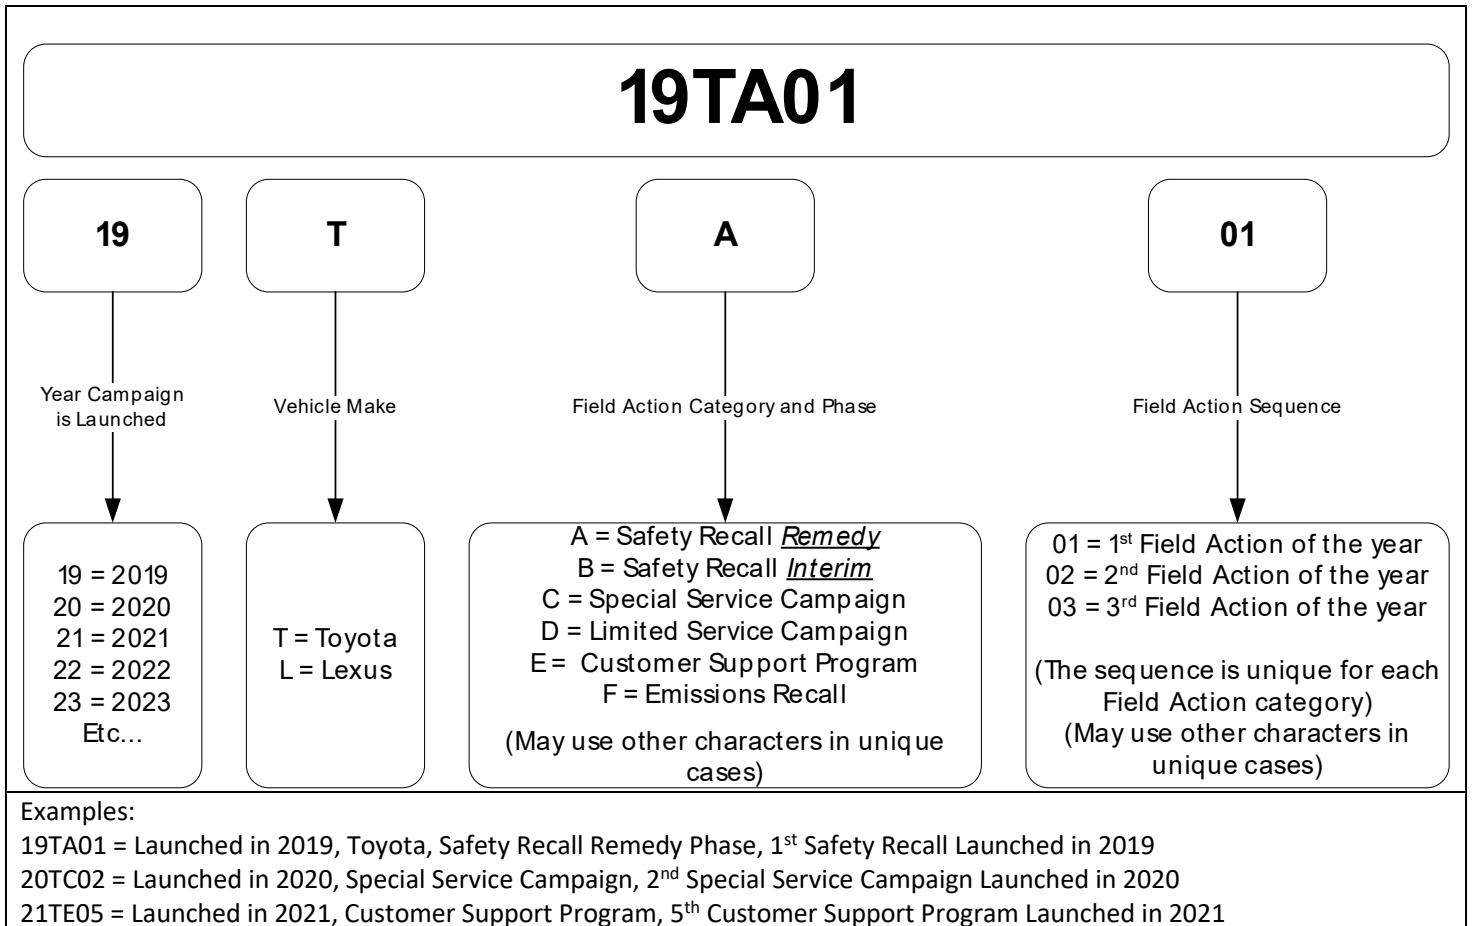 19TA01
19
T
A
01
Year Campaign
is Launched
Vehicle Make
Field Action Category and Phase
Field Action Sequence
19 = 2019
20 = 2020
21 = 2021
22 = 2022
23 = 2023
Etc...
T = Toyota
L = Lexus
A = Safety Recall Remedy
B = Safety Recall Interim
C = Special Service Campaign
D = Limited Service Campaign
E = Customer Support Program
F = Emissions Recall
(May use other characters in unique
cases)
01 = 1st Field Action of the year
02 = 2nd Field Action of the year
03 = 3rd Field Action of the year
(The sequence is unique for each
Field Action category)
(May use other characters in
unique cases)
Examples:
19TA01 = Launched in 2019, Toyota, Safety Recall Remedy Phase, 1st Safety Recall Launched in 2019
20TC02 = Launched in 2020, Special Service Campaign, 2nd Special Service Campaign Launched in 2020
21TE05 = Launched in 2021, Customer Support Program, 5th Customer Support Program Launched in 2021